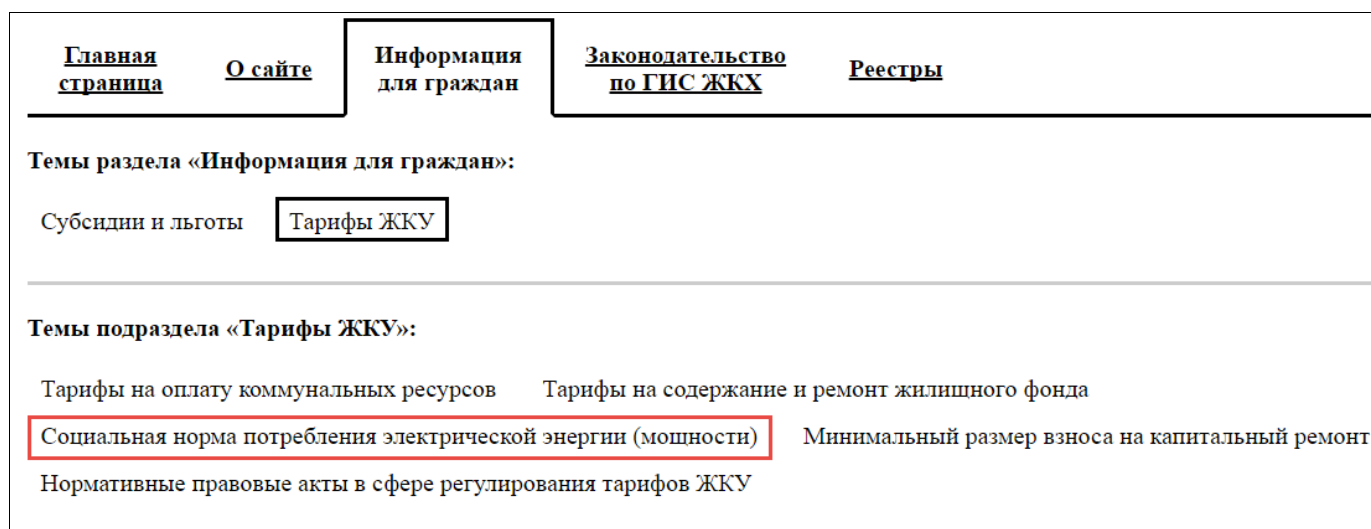 Главная страница
О сайте
Информация для граждан
Законодательство по ГИС ЖКХ
Реестры
Темы раздела «Информация для граждан»:
Субсидии и льготы Тарифы ЖКУ
Темы подраздела «Тарифы ЖКУ»:
Тарифы на оплату коммунальных ресурсов Тарифы на содержание и ремонт жилищного фонда
Социальная норма потребления электрической энергии (мощности) Минимальный размер взноса на капитальный ремонт
Нормативные правовые акты в сфере регулирования тарифов ЖКУ